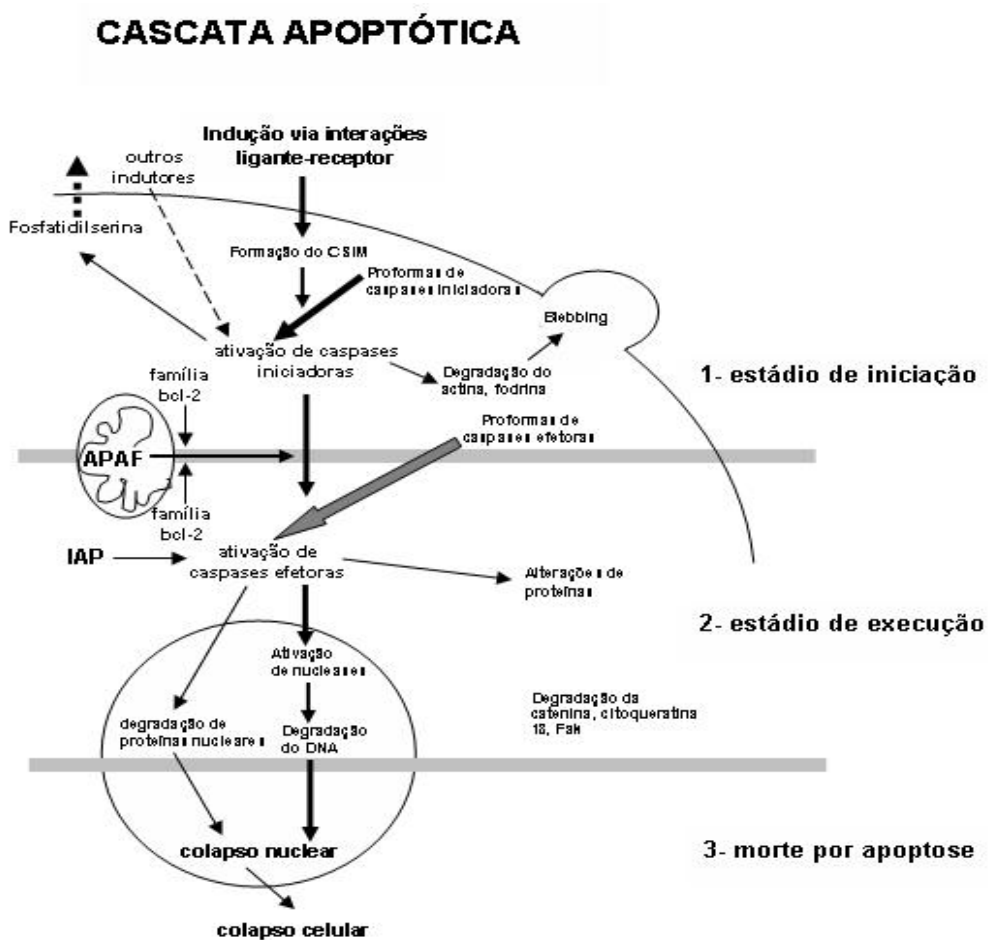 CASCATA APOPTÓTICA
Indução via interações
ligante-receptor
outros
indutores
Fosfatidilserina
Formação do CSIM
Proformas de
caspases iniciadoras
Blebbing
ativação de caspases
iniciadoras
Degradação do
actina, fodrina
1- estádio de iniciação
família
bcl-2
Proformas de
caspases efetoras
APAF
família
bcl-2
IAP
ativação de
caspases efetoras
Alterações de
proteínas
2- estádio de execução
Ativação
de nucleases
degradação de
proteínas nucleares
Degradação
do DNA
Degradação da
catenina, citoqueratina
18, Fak
colapso nuclear
3- morte por apoptose
colapso celular